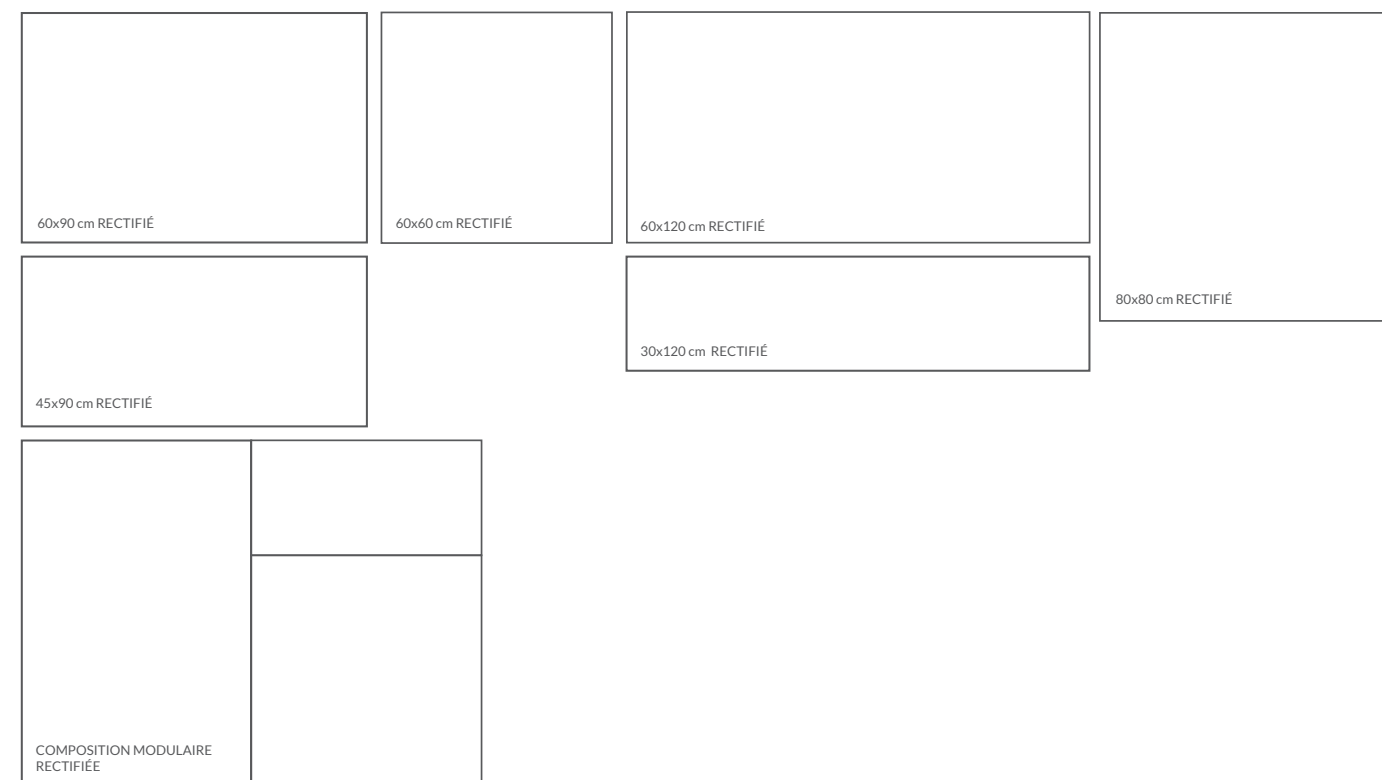 60x90 cm RECTIFIÉ
60x60 cm RECTIFIÉ
60x120 cm RECTIFIÉ
80x80 cm RECTIFIÉ
30x120 cm  RECTIFIÉ
45x90 cm RECTIFIÉ
COMPOSITION MODULAIRE
RECTIFIÉE